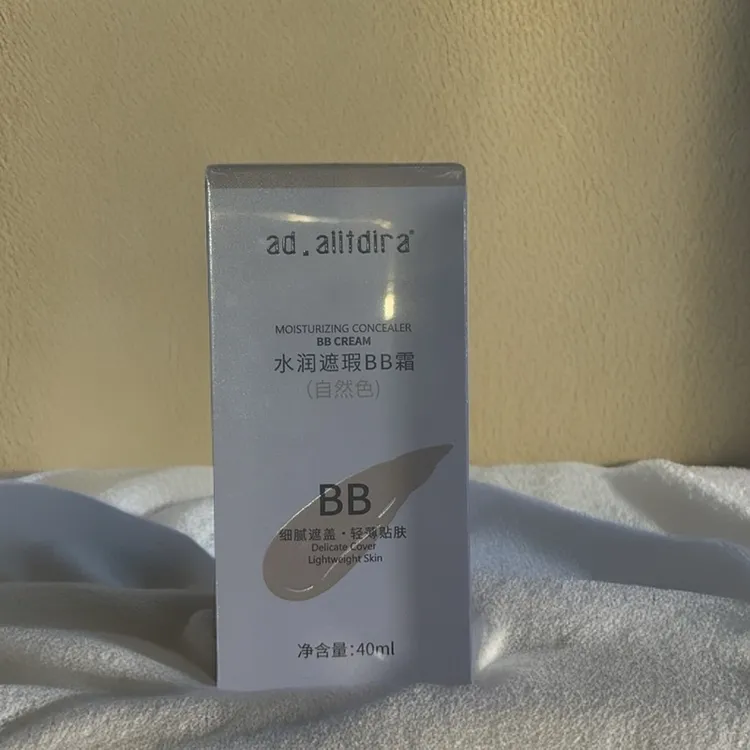 ad.alitdira®
MOISTURIZING CONCEALER
BB CREAM
水润遮瑕BB霜
(自然色)
BB
细腻遮盖·轻薄贴肤
Delicate Cover
Lightweight Skin
净含量:40ml